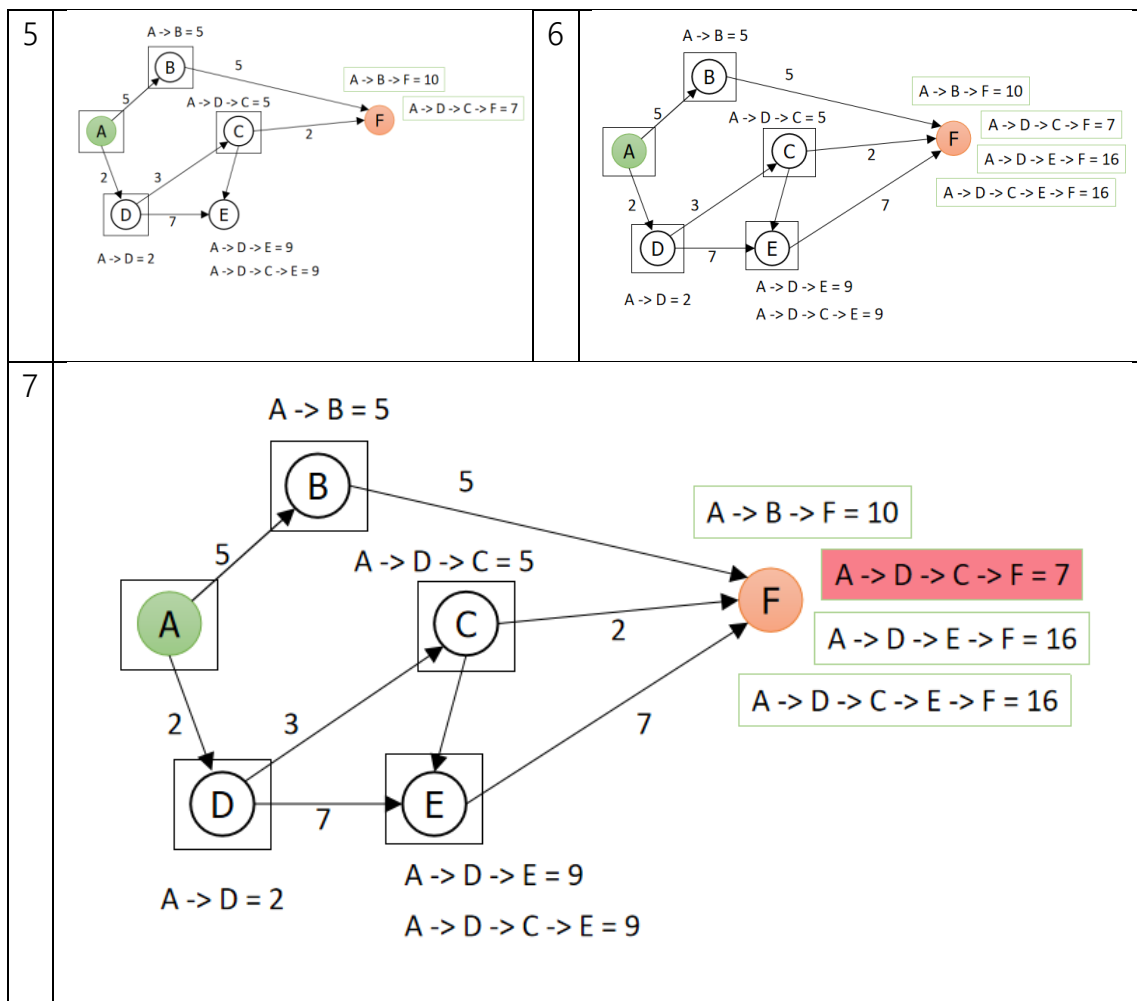 5
A -> B = 5
B
5
A -> B -> F = 10
5
A -> D -> C = 5
A -> D -> C -> F = 7
A
C
F
2
2
3
D
7
E
A -> D = 2
A -> D -> E = 9
A -> D -> C -> E = 9
6
A -> B = 5
B
5
A -> B -> F = 10
5
A -> D -> C = 5
A -> D -> C -> F = 7
A
C
2
F
A -> D -> E -> F = 16
2
3
7
A -> D -> C -> E -> F = 16
D
7
E
A -> D = 2
A -> D -> E = 9
A -> D -> C -> E = 9
7
A -> B = 5
B
5
A -> B -> F = 10
5
A -> D -> C = 5
A -> D -> C -> F = 7
A
C
2
F
A -> D -> E -> F = 16
2
3
7
A -> D -> C -> E -> F = 16
D
7
E
A -> D = 2
A -> D -> E = 9
A -> D -> C -> E = 9